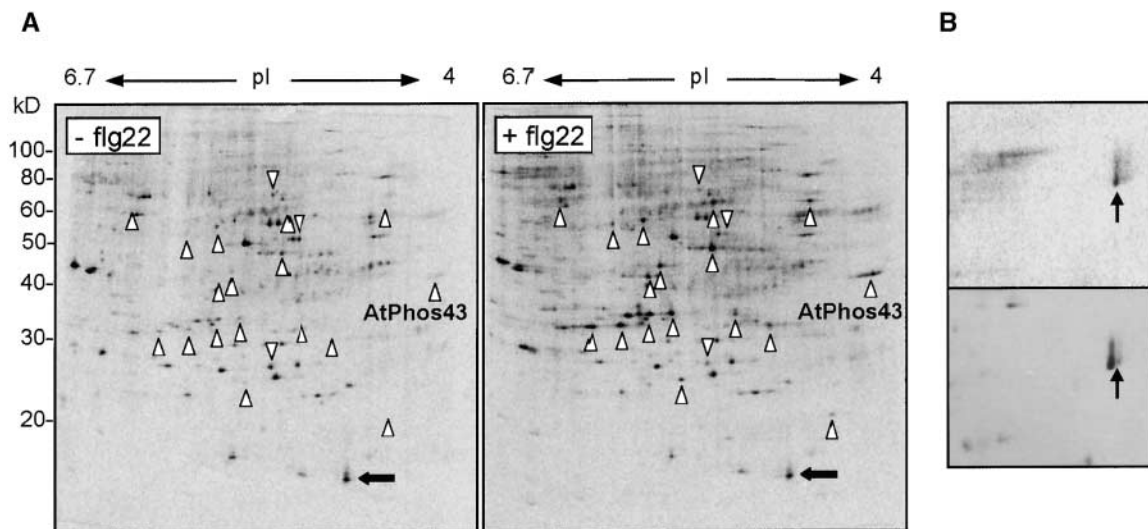 A
B
6.7 pI 4
6.7 pI 4
kD
- flg22
+ flg22
100-
80-
60-
50-
40-
AtPhos43
AtPhos43
30-
20-